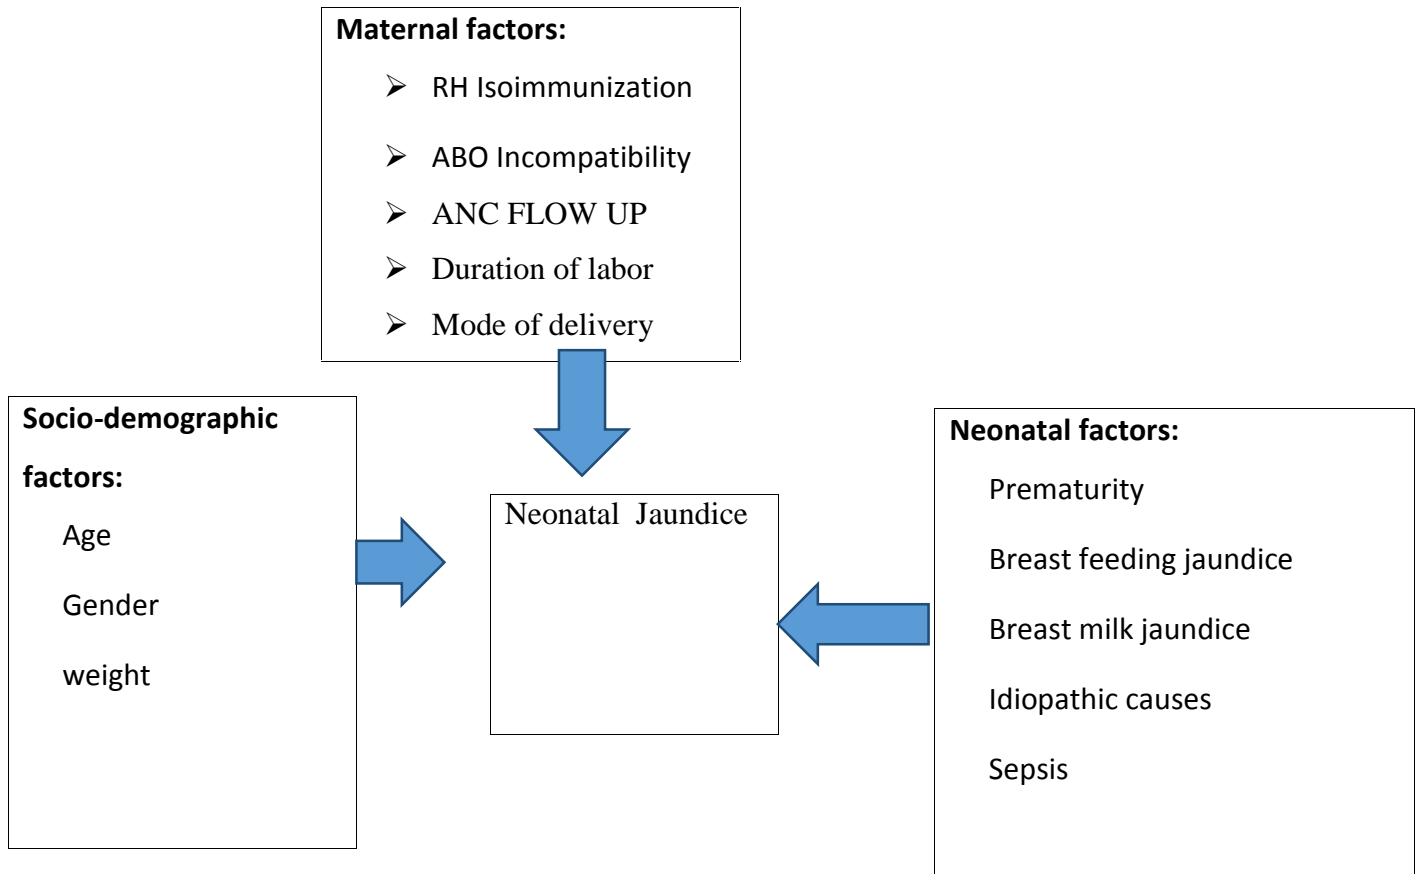 Maternal factors:
➢ RH Isoimmunization
➢ ABO Incompatibility
➢ ANC FLOW UP
➢ Duration of labor
➢ Mode of delivery
Socio-demographic
factors:
Age
Gender
weight
Neonatal Jaundice
Neonatal factors:
Prematurity
Breast feeding jaundice
Breast milk jaundice
Idiopathic causes
Sepsis